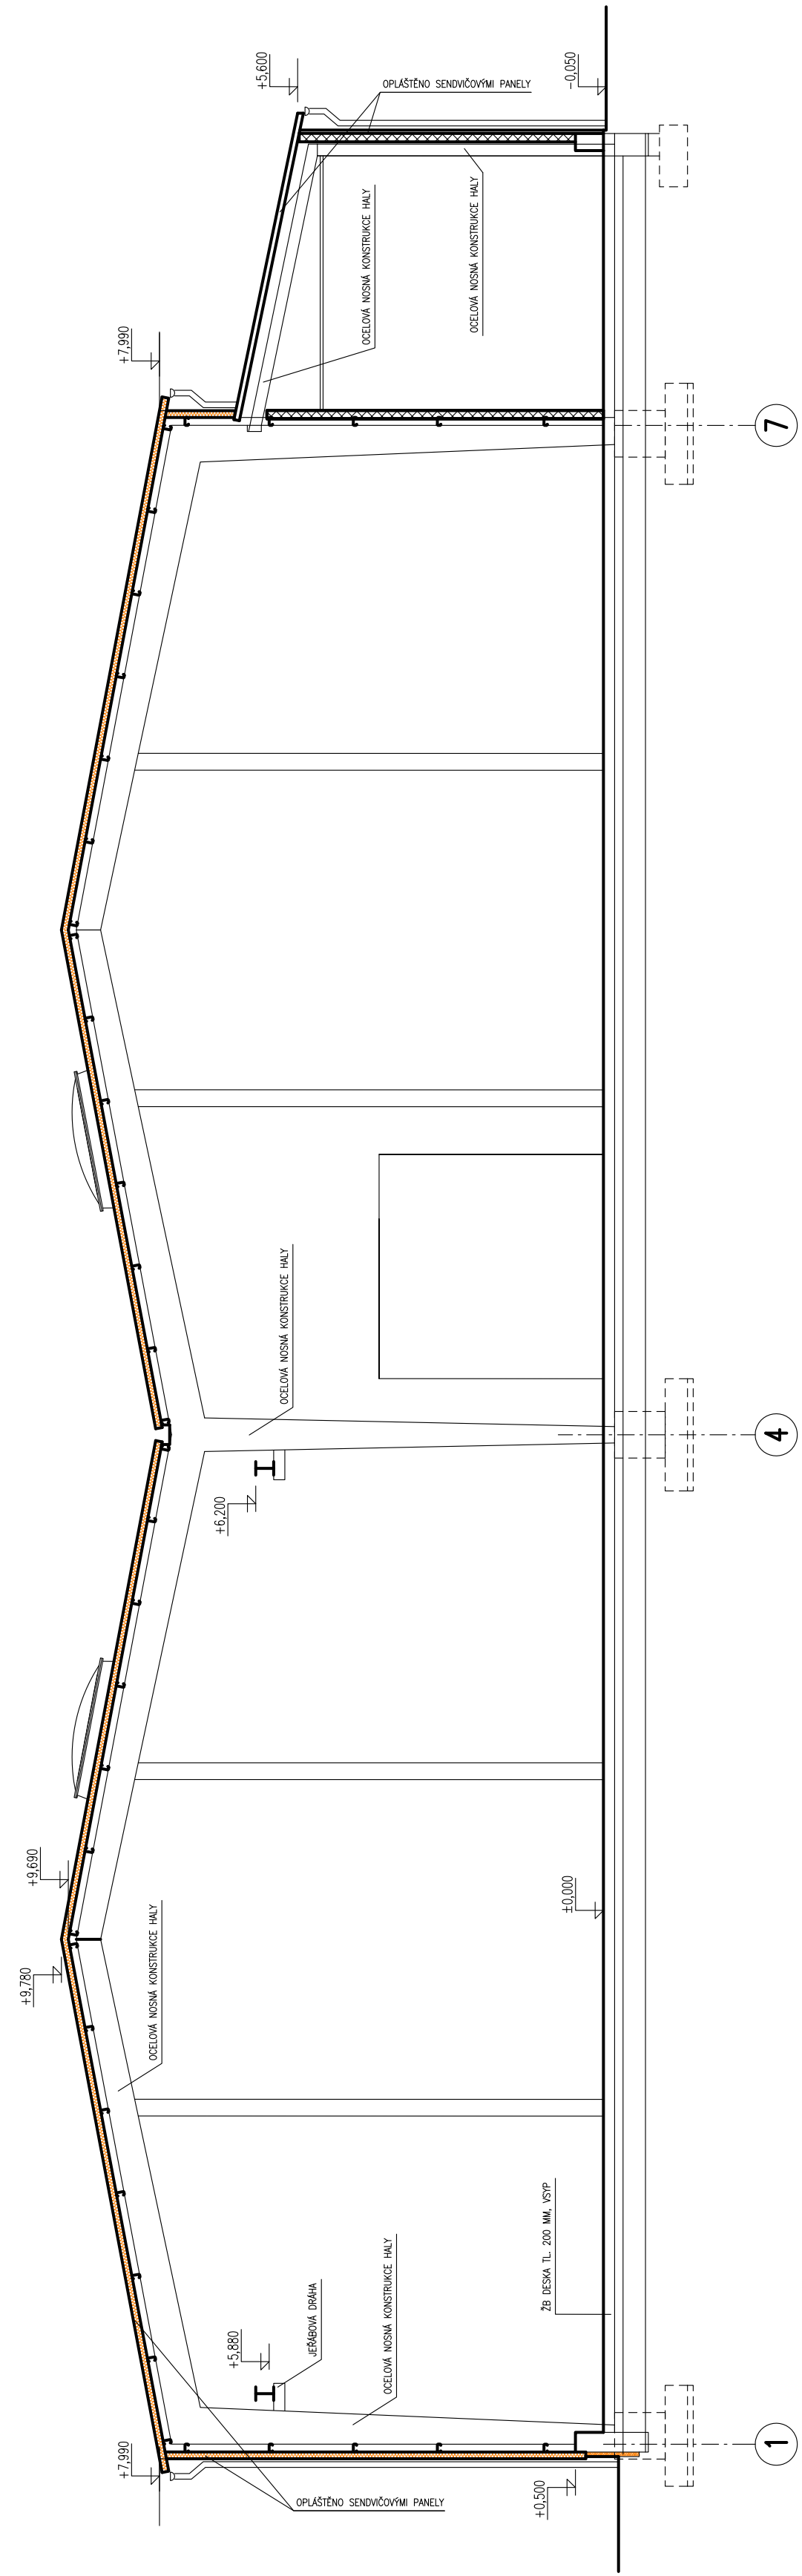 +7,990
OPLÁŠTĚNO SENDVIČOVÝMI PANELY
+0,500
+5,880
JEŘÁBOVÁ DRÁHA
OCELOVÁ NOSNÁ KONSTRUKCE HALY
ŽB DESKA TL. 200 MM, VSYP
+9,780
OCELOVÁ NOSNÁ KONSTRUKCE HALY
+9,690
±0,000
+6,200
OCELOVÁ NOSNÁ KONSTRUKCE HALY
+7,990
OCELOVÁ NOSNÁ KONSTRUKCE HALY
OCELOVÁ NOSNÁ KONSTRUKCE HALY
+5,600
OPLÁŠTĚNO SENDVIČOVÝMI PANELY
-0,050
1
4
7